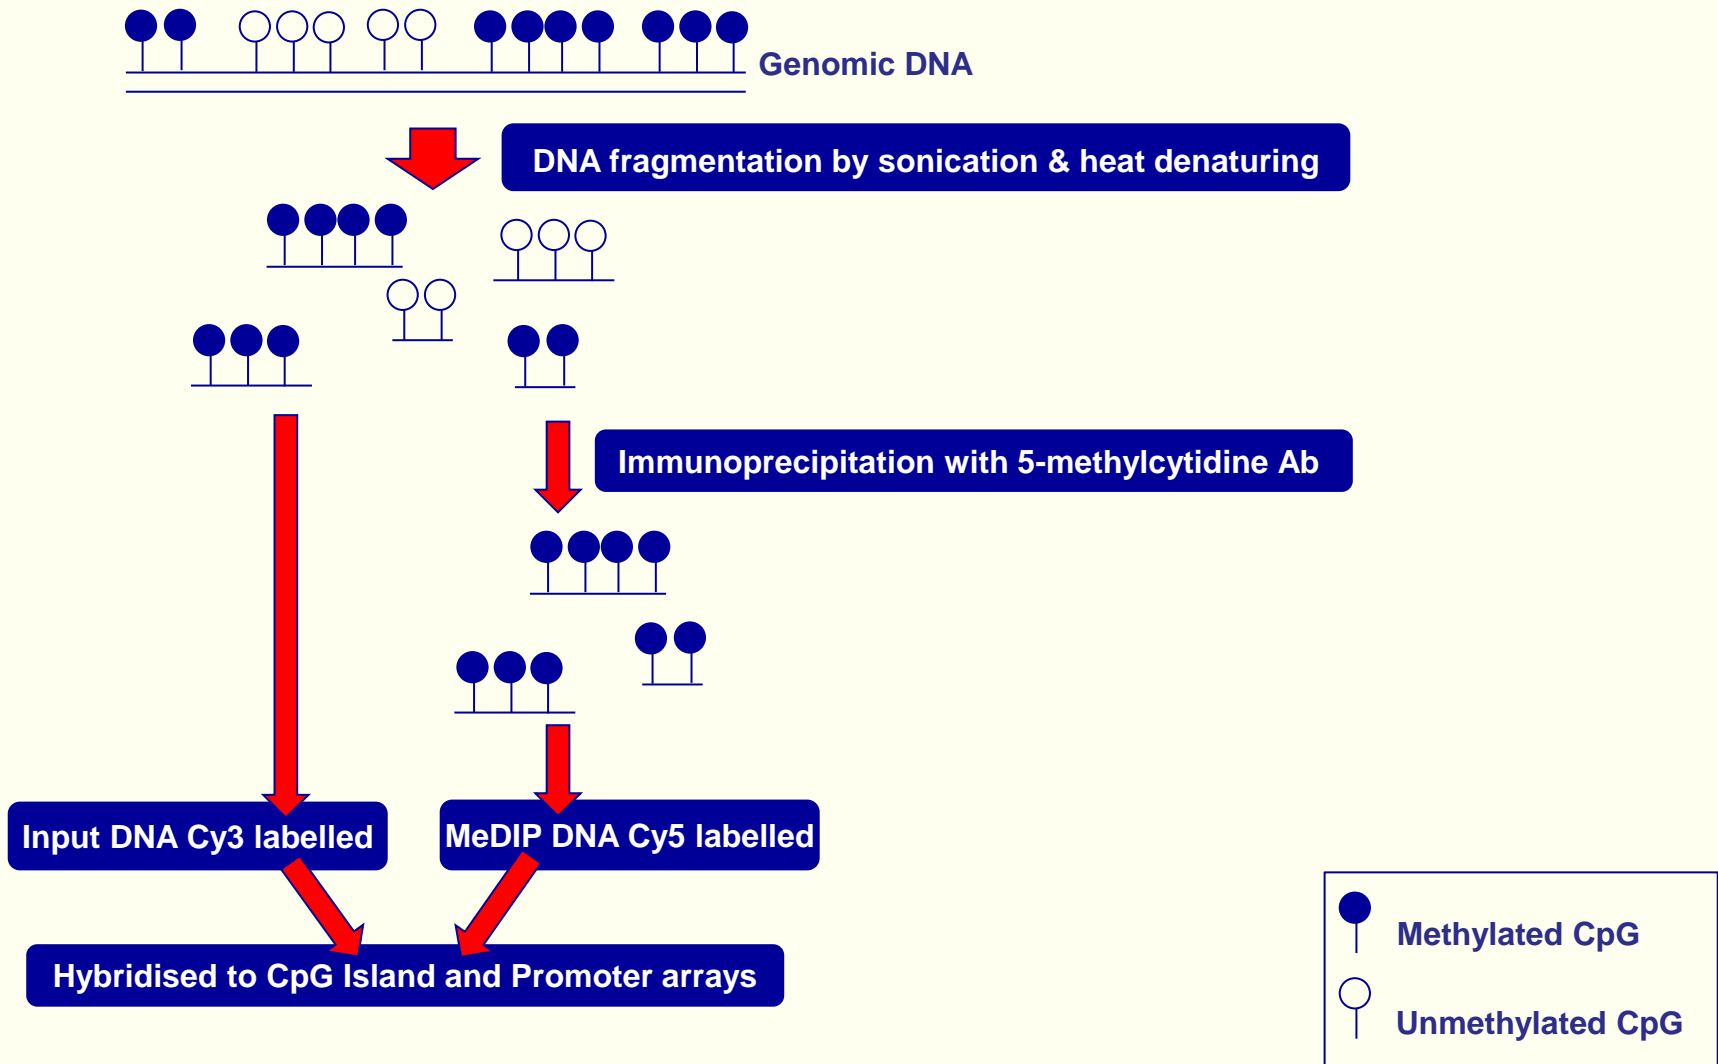 Genomic DNA
DNA fragmentation by sonication & heat denaturing
Immunoprecipitation with 5-methylcytidine Ab
Input DNA Cy3 labelled
MeDIP DNA Cy5 labelled
Hybridised to CpG Island and Promoter arrays
Methylated CpG
Unmethylated CpG